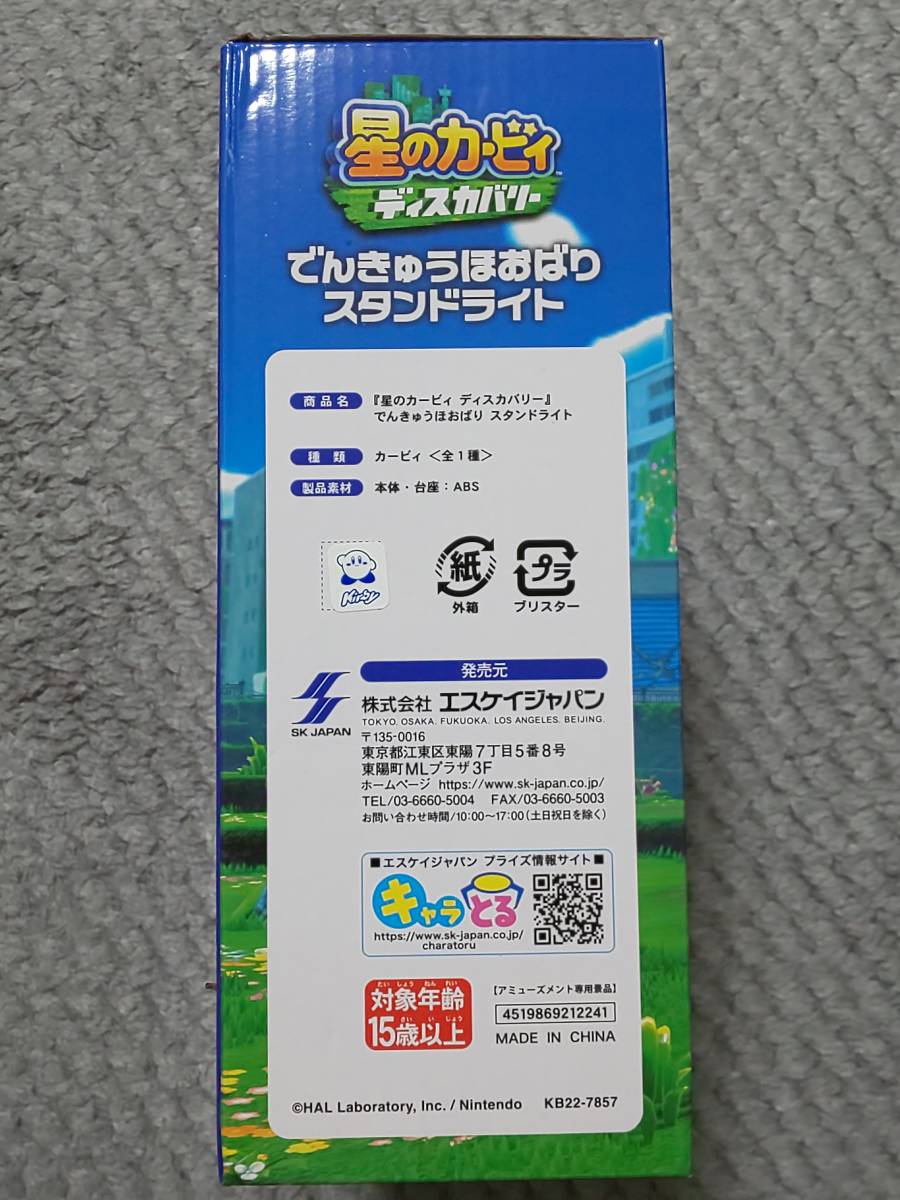 星のカービィ
ディスカバリー
でんきゅうほおばり
スタンドライト
商品名 『星のカービィ ディスカバリー』
でんきゅうほおばり スタンドライト
種類 カービィ <全1種>
製品素材 本体・台座:ABS
Kirby
紙
外箱
プラ
ブリスター
発売元
SK JAPAN
株式会社 エスケイジャパン
TOKYO. OSAKA. FUKUOKA. LOS ANGELES. BEIJING.
〒135-0016
東京都江東区東陽7丁目5番8号
東陽町MLプラザ3F
ホームページ https://www.sk-japan.co.jp/
TEL/03-6660-5004 FAX/03-6660-5003
お問い合わせ時間/10:00~17:00(土日祝日を除く)
■エスケイジャパン プライズ情報サイト■
キャラとる
https://www.sk-japan.co.jp/
charatoru
たいしょうねんれい
対象年齢
さいいじょう
15歳以上
【アミューズメント専用景品】
4519869212241
MADE IN CHINA
©HAL Laboratory, Inc. / Nintendo KB22-7857